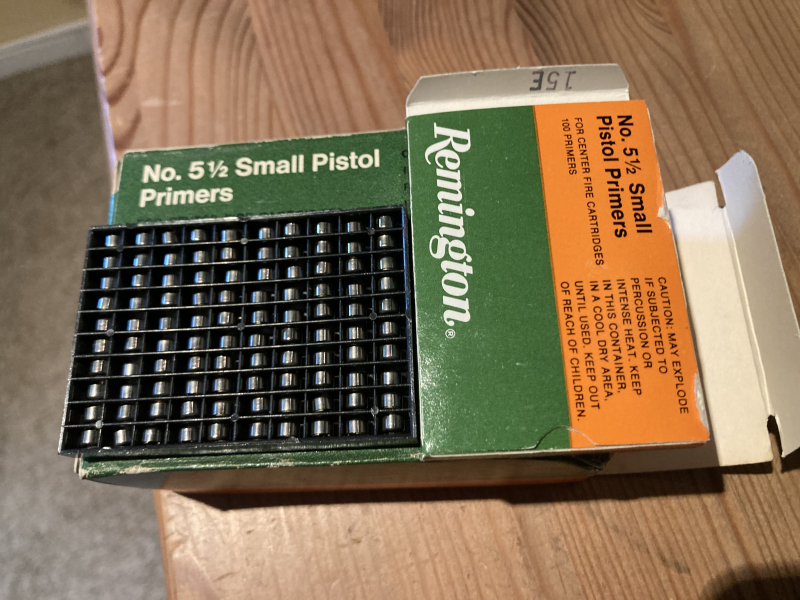 No. 5½ Small Pistol
Primers
15E
Remington®
No. 5½ Small
Pistol Primers
FOR CENTER FIRE CARTRIDGES
100 PRIMERS
CAUTION: MAY EXPLODE
IF SUBJECTED TO
PERCUSSION OR
INTENSE HEAT. KEEP
IN THIS CONTAINER,
IN A COOL DRY AREA,
UNTIL USED. KEEP OUT
OF REACH OF CHILDREN.